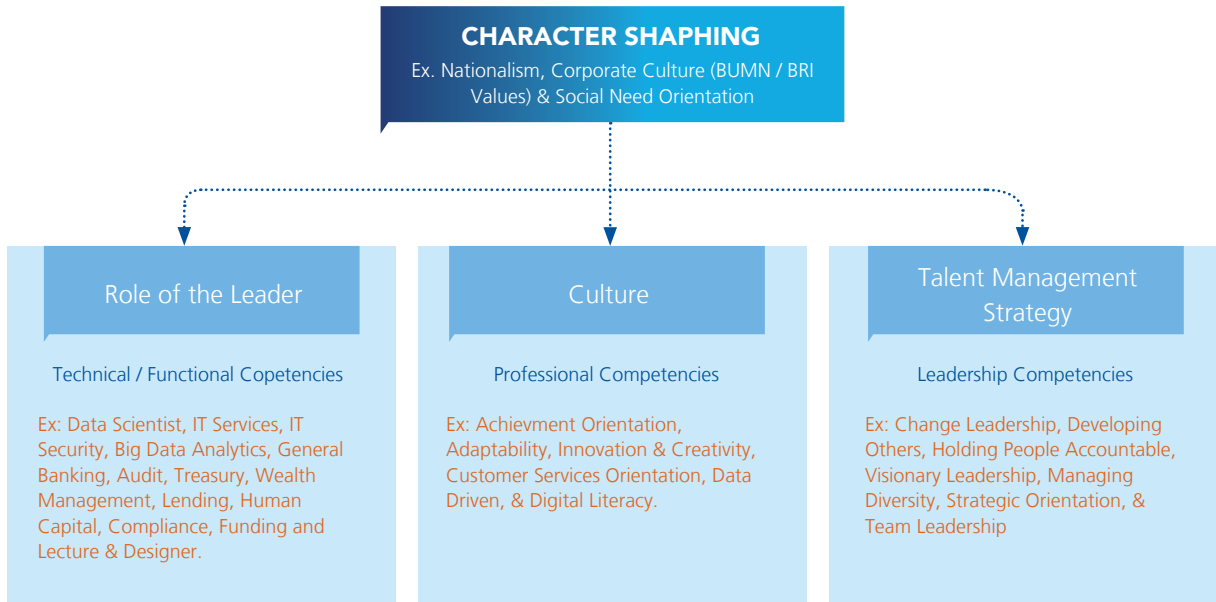 CHARACTER SHAPHING
Ex. Nationalism, Corporate Culture (BUMN / BRI
Values) & Social Need Orientation
Role of the Leader
Technical / Functional Copetencies
Ex: Data Scientist, IT Services, IT
Security, Big Data Analytics, General
Banking, Audit, Treasury, Wealth
Management, Lending, Human
Capital, Compliance, Funding and
Lecture & Designer.
Culture
Professional Competencies
Ex: Achievment Orientation,
Adaptability, Innovation & Creativity,
Customer Services Orientation, Data
Driven, & Digital Literacy.
Talent Management
Strategy
Leadership Competencies
Ex: Change Leadership, Developing
Others, Holding People Accountable,
Visionary Leadership, Managing
Diversity, Strategic Orientation, &
Team Leadership